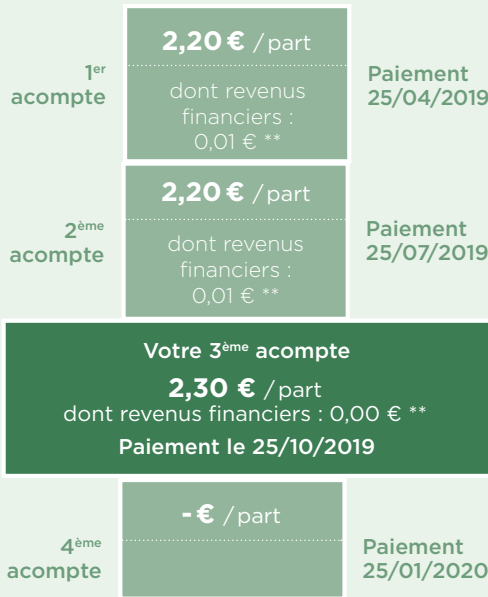 1er
acompte
2,20 € / part
dont revenus
financiers :
0,01 € **
Paiement
25/04/2019
2ème
acompte
2,20 € / part
dont revenus
financiers :
0,01 € **
Paiement
25/07/2019
Votre 3ème acompte
2,30 € / part
dont revenus financiers : 0,00 € **
Paiement le 25/10/2019
4ème
acompte
- € / part
Paiement
25/01/2020